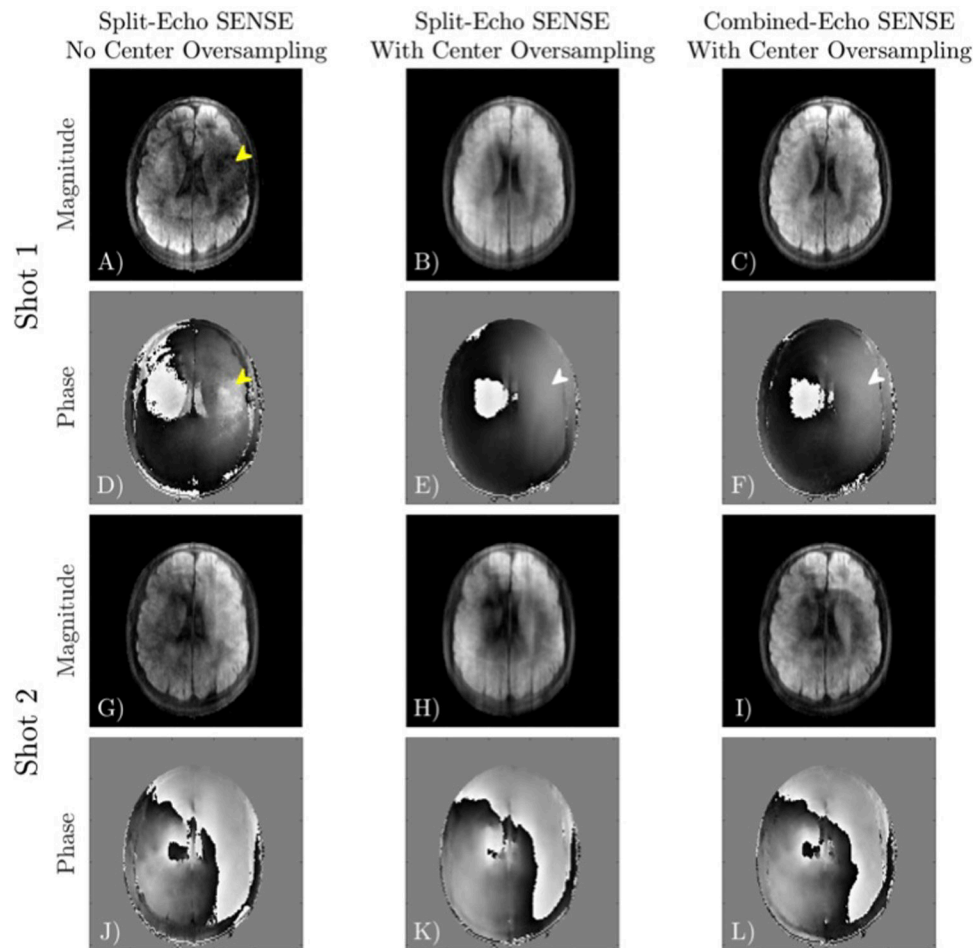 Split-Echo SENSE
No Center Oversampling
Split-Echo SENSE
With Center Oversampling
Combined-Echo SENSE
With Center Oversampling
Shot 1
Magnitude
A)
B)
C)
Phase
D)
E)
F)
Shot 2
Magnitude
G)
H)
I)
Phase
J)
K)
L)